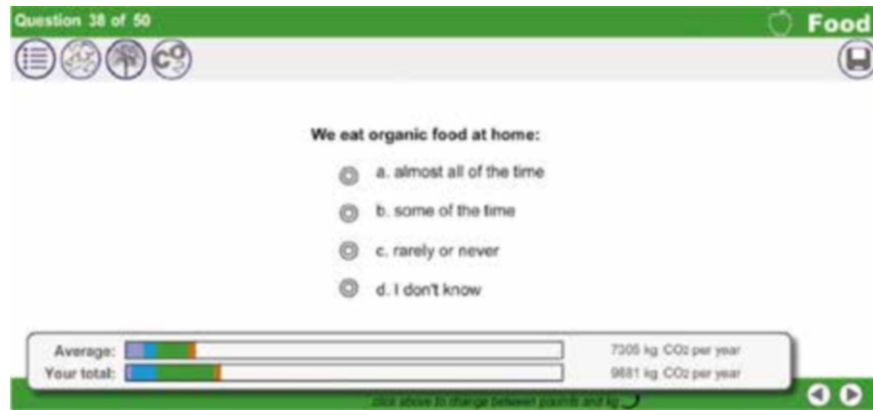 Question 38 of 50
Food
CO2
We eat organic food at home:
a. almost all of the time
b. some of the time
c. rarely or never
d. I don't know
Average: 7305 kg CO2 per year
Your total: 9881 kg CO2 per year
click above to change between pounds and kg